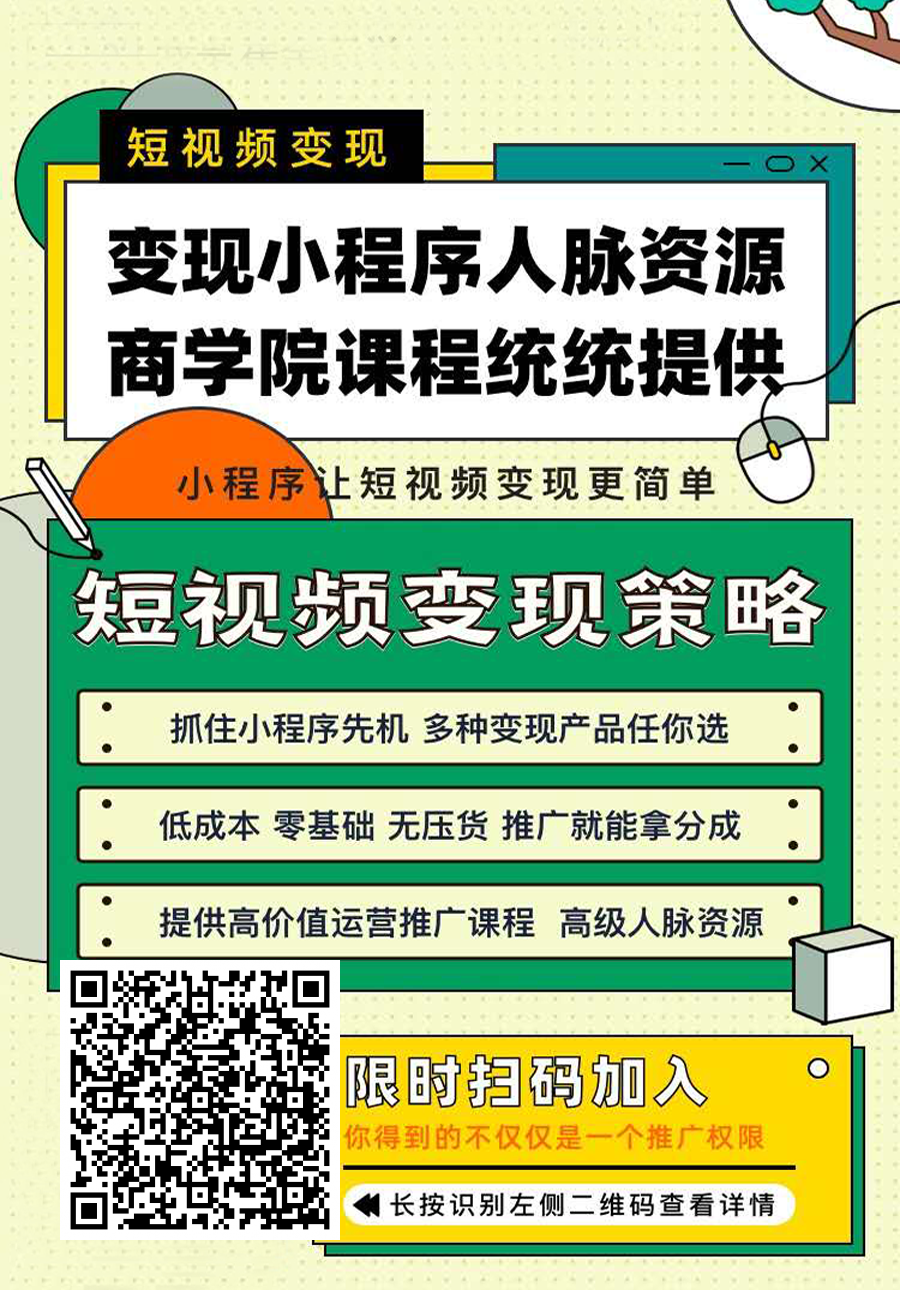 短视频变现
变现小程序人脉资源
商学院课程统统提供
小程序让短视频变现更简单
短视频变现策略
抓住小程序先机 多种变现产品任你选
低成本 零基础 无压货 推广就能拿分成
提供高价值运营推广课程 高级人脉资源
限时扫码加入
你得到的不仅仅是一个推广权限
长按识别左侧二维码查看详情